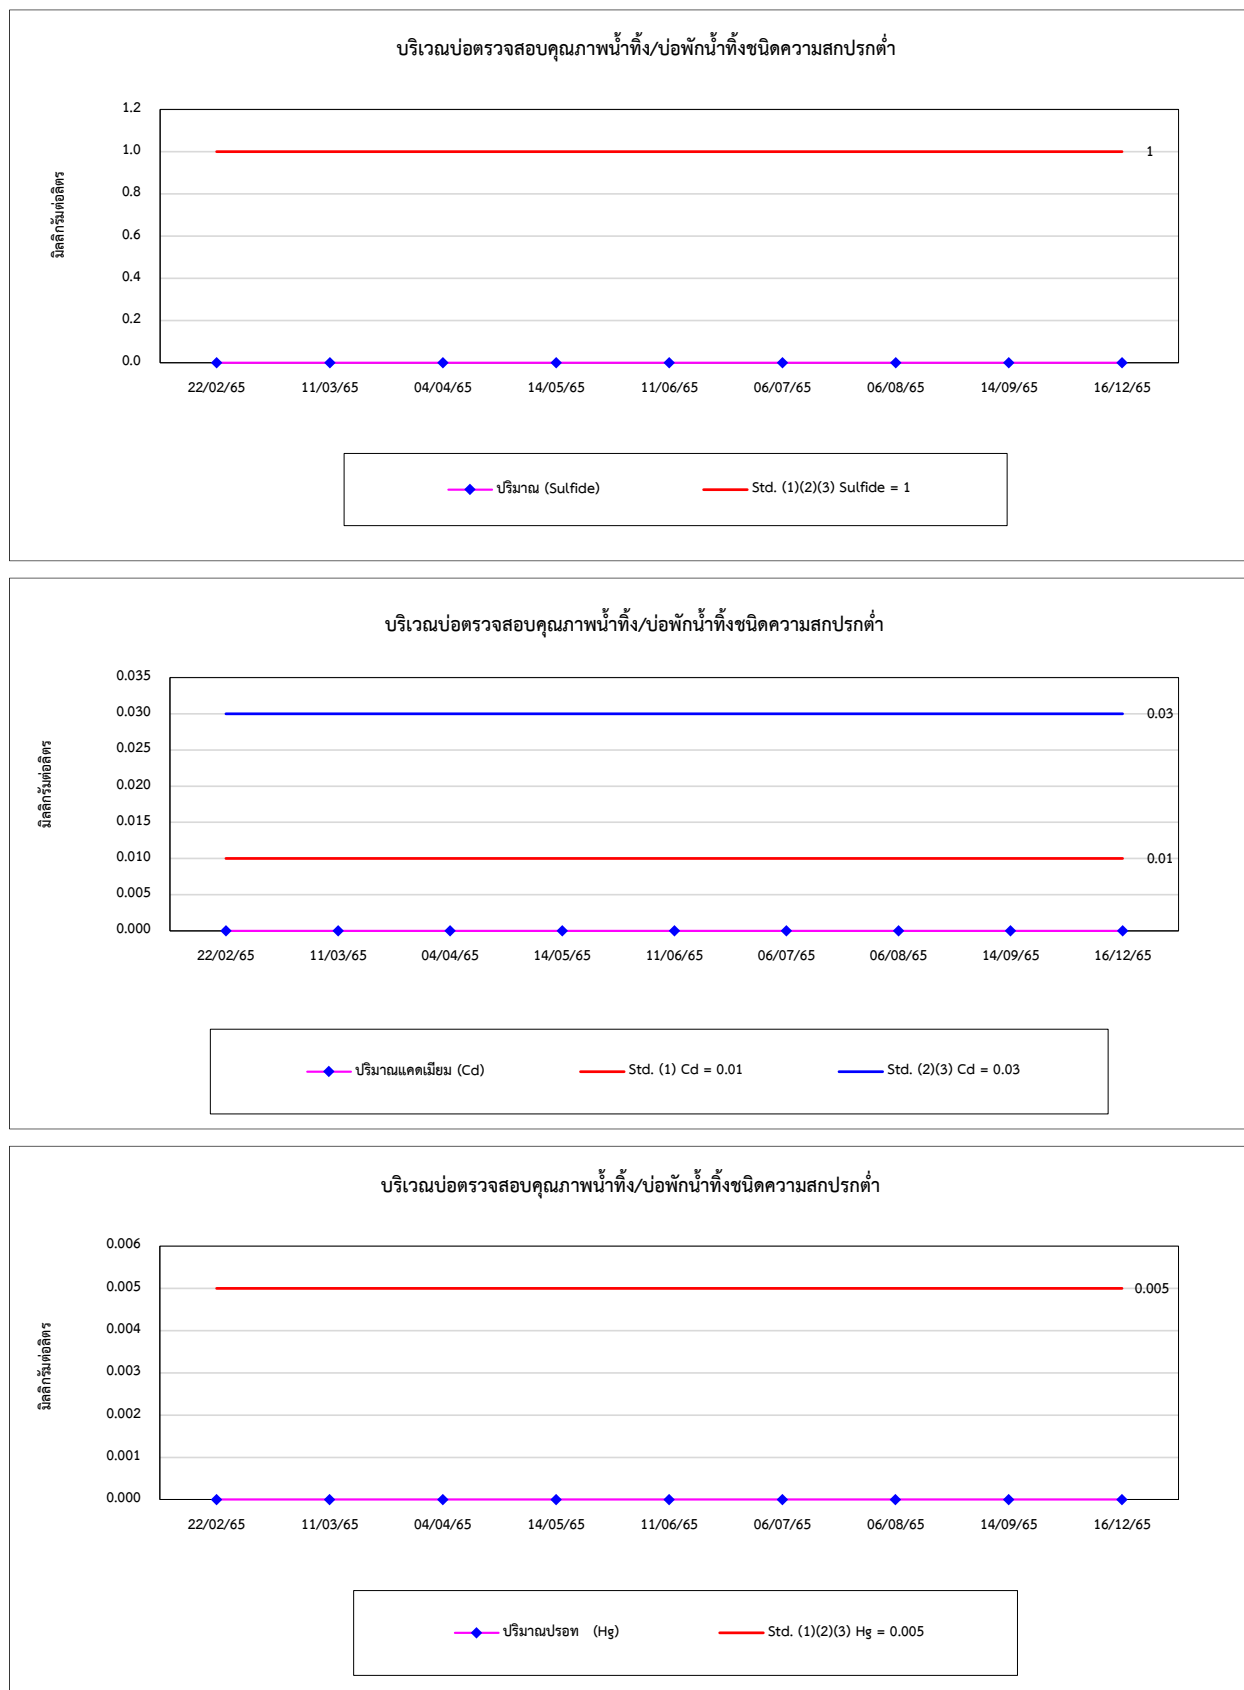 บริเวณบ่อตรวจสอบคุณภาพน้ำทิ้ง/บ่อพักน้ำทิ้งชนิดความสกปรกต่ำ
มิลลิกรัมต่อลิตร
1.2
1.0
0.8
0.6
0.4
0.2
0.0
1
22/02/65 11/03/65 04/04/65 14/05/65 11/06/65 06/07/65 06/08/65 14/09/65 16/12/65
ปริมาณ (Sulfide) Std. (1)(2)(3) Sulfide = 1
บริเวณบ่อตรวจสอบคุณภาพน้ำทิ้ง/บ่อพักน้ำทิ้งชนิดความสกปรกต่ำ
มิลลิกรัมต่อลิตร
0.035
0.030
0.025
0.020
0.015
0.010
0.005
0.000
0.03
0.01
22/02/65 11/03/65 04/04/65 14/05/65 11/06/65 06/07/65 06/08/65 14/09/65 16/12/65
ปริมาณแคดเมียม (Cd) Std. (1) Cd = 0.01 Std. (2)(3) Cd = 0.03
บริเวณบ่อตรวจสอบคุณภาพน้ำทิ้ง/บ่อพักน้ำทิ้งชนิดความสกปรกต่ำ
มิลลิกรัมต่อลิตร
0.006
0.005
0.004
0.003
0.002
0.001
0.000
0.005
22/02/65 11/03/65 04/04/65 14/05/65 11/06/65 06/07/65 06/08/65 14/09/65 16/12/65
ปริมาณปรอท (Hg) Std. (1)(2)(3) Hg = 0.005